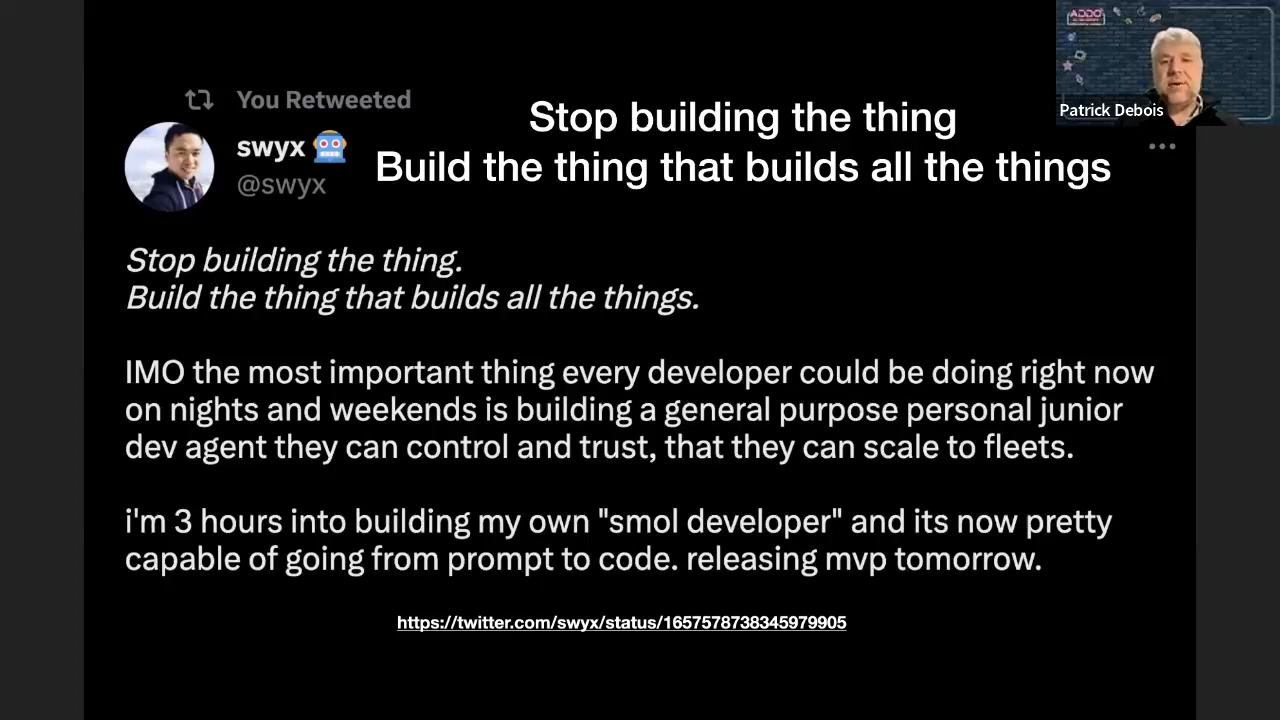 ADDO
Patrick Debois
You Retweeted
swyx
@swyx
Stop building the thing
Build the thing that builds all the things
Stop building the thing.
Build the thing that builds all the things.
IMO the most important thing every developer could be doing right now
on nights and weekends is building a general purpose personal junior
dev agent they can control and trust, that they can scale to fleets.
i'm 3 hours into building my own "smol developer" and its now pretty
capable of going from prompt to code. releasing mvp tomorrow.
https://twitter.com/swyx/status/1657578738345979905